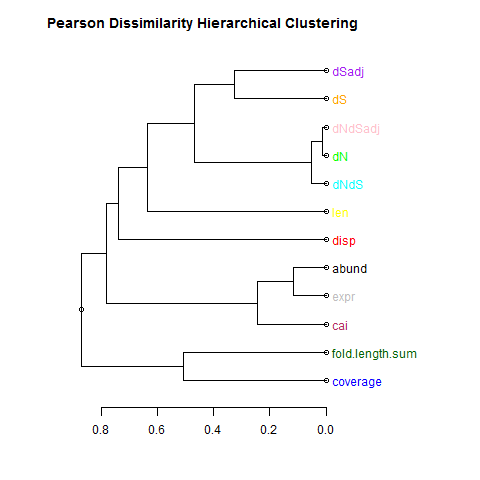 Pearson Dissimilarity Hierarchical Clustering
dSadj
dS
dNdSadj
dN
dNdS
len
disp
abund
expr
cai
fold.length.sum
coverage
0.8 0.6 0.4 0.2 0.0